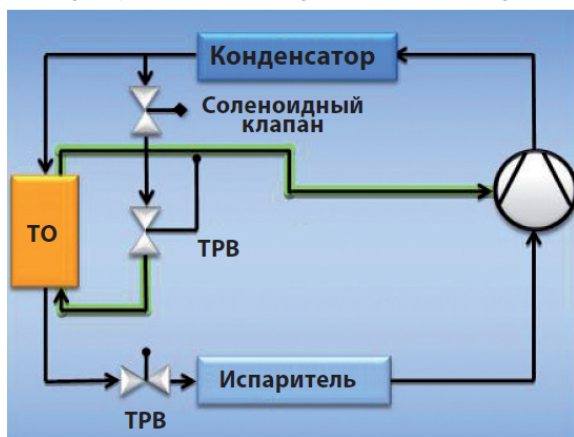 Конденсатор
Соленоидный
клапан
ТО
ТРВ
Испаритель
ТРВ